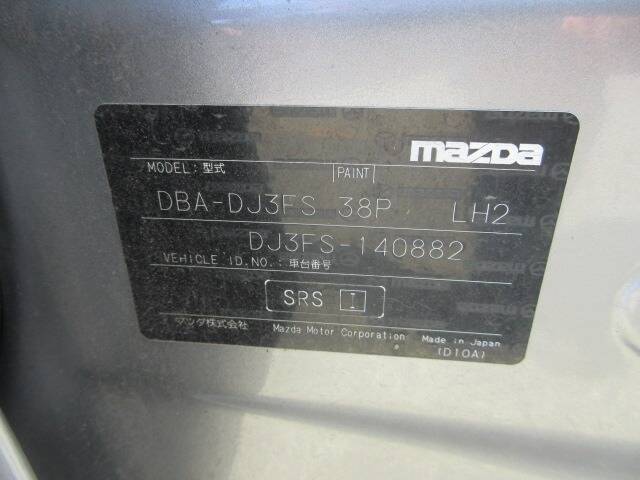 mazda
MODEL: 型式 PAINT
DBA-DJ3FS 38P LH2
DJ3FS-140882
VEHICLE ID.NO.: 車台番号
SRS I
マツダ株式会社 Mazda Motor Corporation Made in Japan
(D10A)